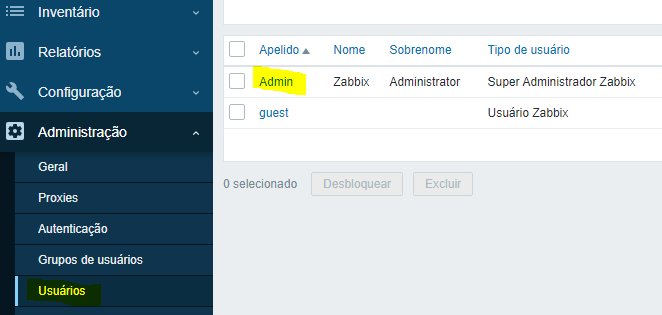 Inventário
Relatórios
Configuração
Administração
Geral
Proxies
Autenticação
Grupos de usuários
Usuários
Apelido Nome Sobrenome Tipo de usuário
Admin Zabbix Administrator Super Administrador Zabbix
guest Usuário Zabbix
0 selecionado Desbloquear Excluir